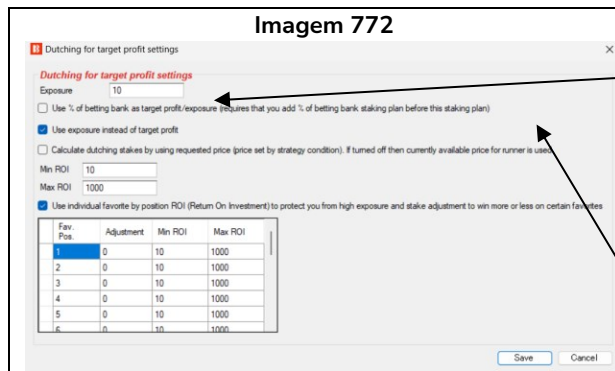 Imagem 772
Dutching for target profit settings
Dutching for target profit settings
Exposure 10
Use % of betting bank as target profit/exposure (requires that you add % of betting bank staking plan before this staking plan)
Use exposure instead of target profit
Calculate dutching stakes by using requested price (price set by strategy condition). If turned off then currently available price for runner is used.
Min ROI 10
Max ROI 1000
Use individual favorite by position ROI (Return On Investment) to protect you from high exposure and stake adjustment to win more or less on certain favorites
Fav. Pos. Adjustment Min ROI Max ROI
1 0 10 1000
2 0 10 1000
3 0 10 1000
4 0 10 1000
5 0 10 1000
6 0 10 1000
Save Cancel